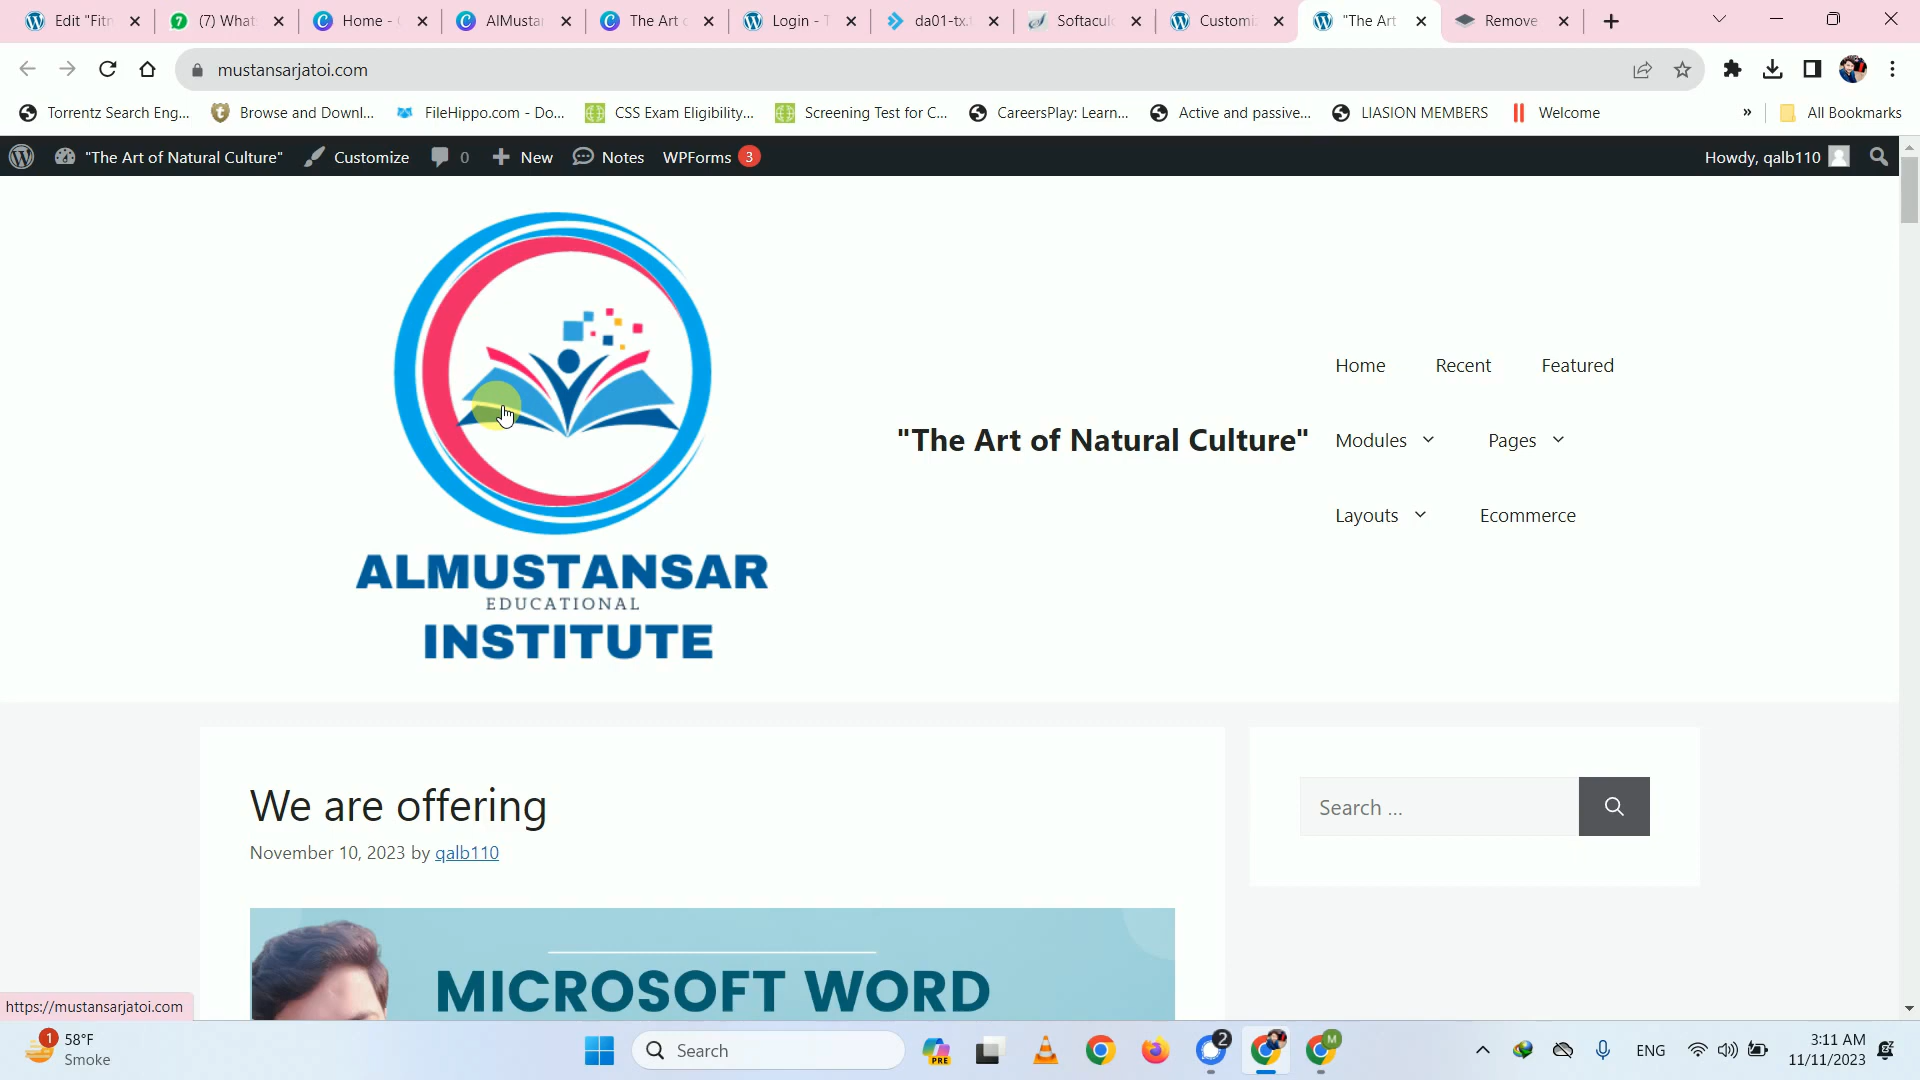 Edit "Fitn
(7) What
Home -
AlMustan
The Art o
Login - T
da01-tx.
Softacul
Customi
"The Art
Remove
mustansarjatoi.com
Torrentz Search Eng...
Browse and Downl...
FileHippo.com - Do...
CSS Exam Eligibility...
Screening Test for C...
CareersPlay: Learn...
Active and passive...
LIASION MEMBERS
Welcome
»
All Bookmarks
"The Art of Natural Culture"
Customize
0
New
Notes
WPForms 3
Howdy, qalb110
ALMUSTANSAR
EDUCATIONAL
INSTITUTE
"The Art of Natural Culture"
Home Recent Featured
Modules Pages
Layouts Ecommerce
We are offering
November 10, 2023 by qalb110
Search ...
MICROSOFT WORD
https://mustansarjatoi.com
1
58°F
Smoke
Search
PRE
2
M
ENG
3:11 AM
11/11/2023